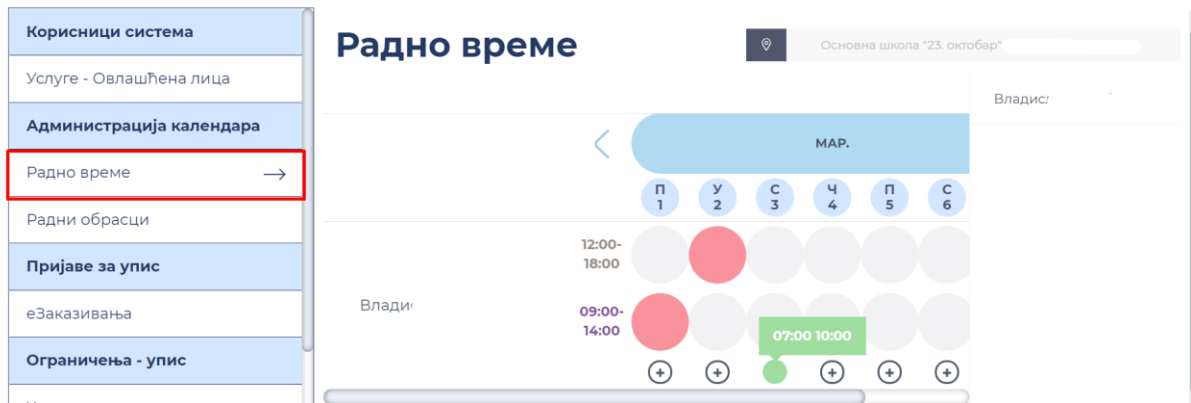 Корисници система
Услуге - Овлашћена лица
Администрација календара
Радно време
Радни обрасци
Пријаве за упис
еЗаказивања
Ограничења - упис
Радно време
Основна школа "23. октобар"
МАР.
П У С Ч П С
1 2 3 4 5 6
12:00-
18:00
09:00-
14:00
07:00 10:00